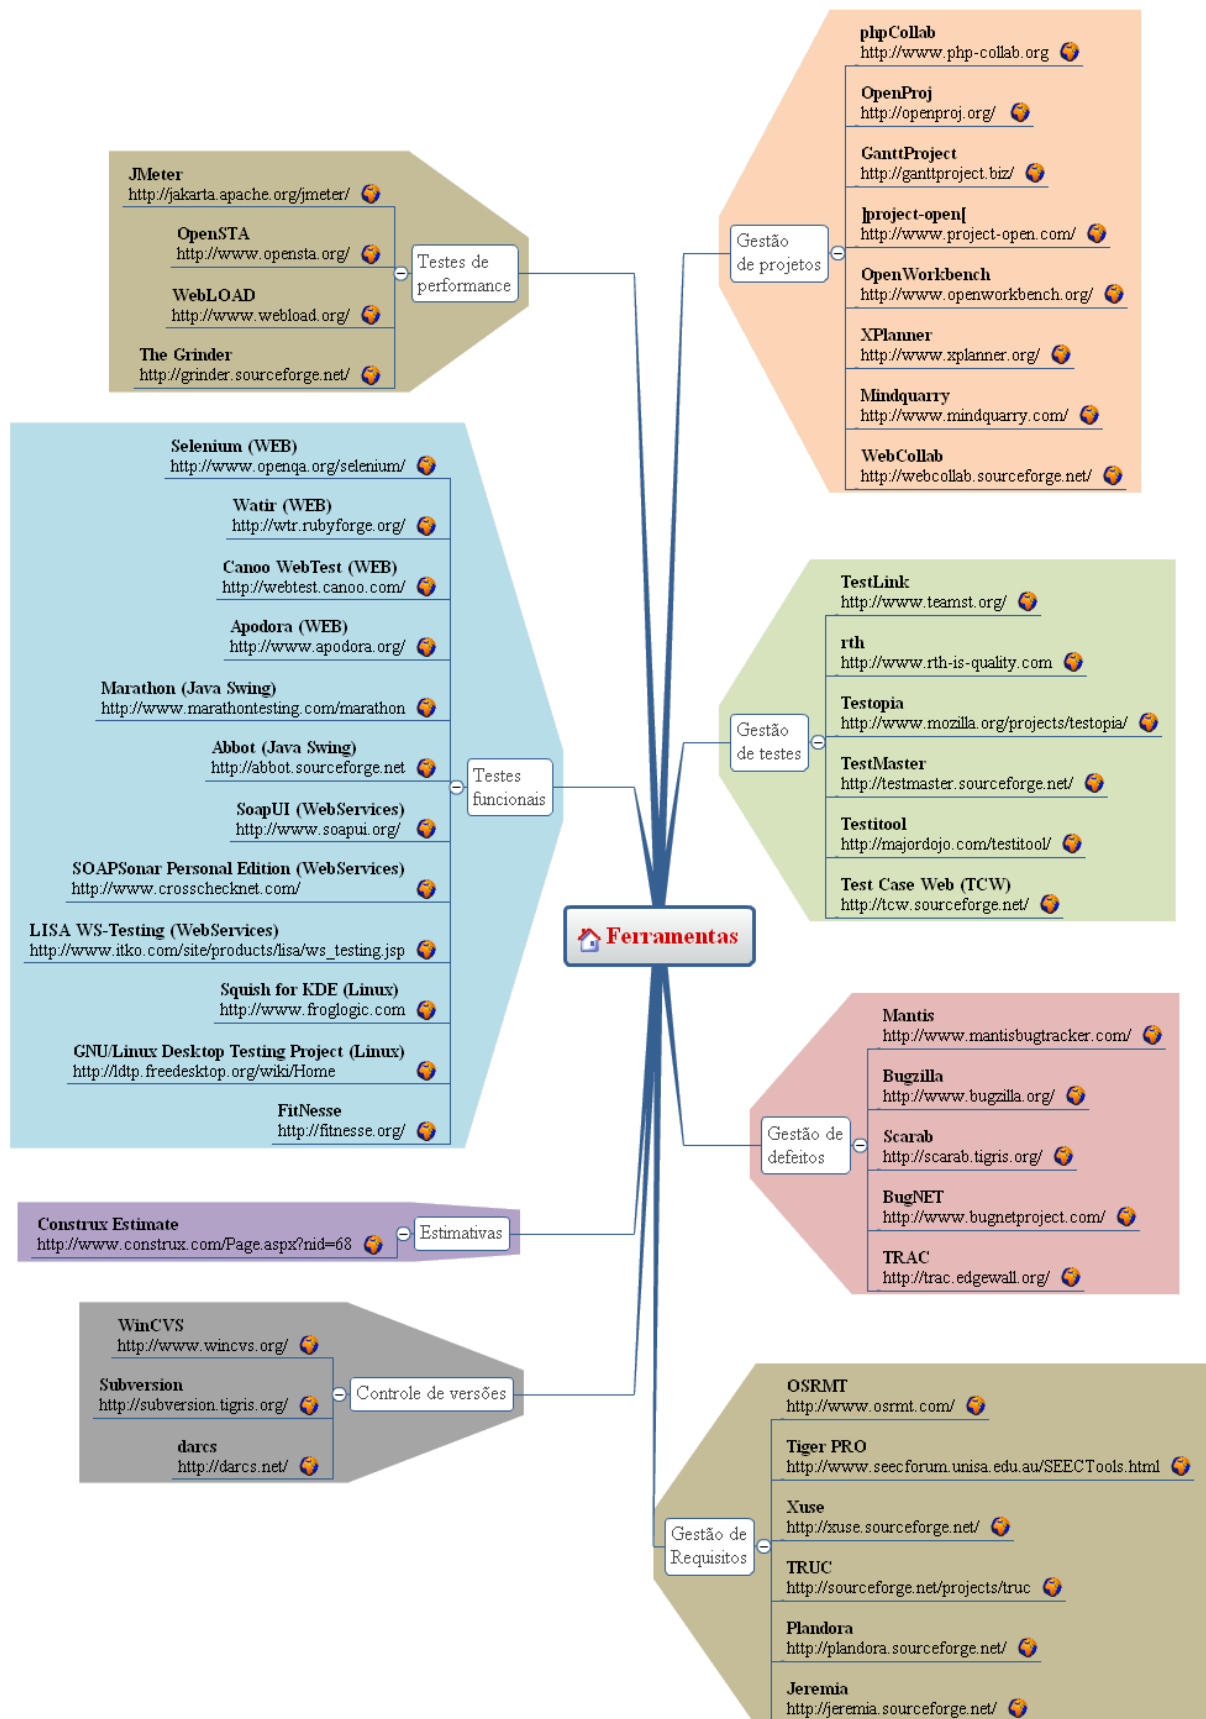 Ferramentas
Testes de
performance
JMeter
http://jakarta.apache.org/jmeter/
OpenSTA
http://www.opensta.org/
WebLOAD
http://www.webload.org/
The Grinder
http://grinder.sourceforge.net/
Testes
funcionais
Selenium (WEB)
http://www.openqa.org/selenium/
Watir (WEB)
http://wtr.rubyforge.org/
Canoo WebTest (WEB)
http://webtest.canoo.com/
Apodora (WEB)
http://www.apodora.org/
Marathon (Java Swing)
http://www.marathontesting.com/marathon
Abbot (Java Swing)
http://abbot.sourceforge.net
SoapUI (WebServices)
http://www.soapui.org/
SOAPSonar Personal Edition (WebServices)
http://www.crosschecknet.com/
LISA WS-Testing (WebServices)
http://www.itko.com/site/products/lisa/ws_testing.jsp
Squish for KDE (Linux)
http://www.froglogic.com
GNU/Linux Desktop Testing Project (Linux)
http://ldtp.freedesktop.org/wiki/Home
FitNesse
http://fitnesse.org/
Estimativas
Construx Estimate
http://www.construx.com/Page.aspx?nid=68
Controle de versões
WinCVS
http://www.wincvs.org/
Subversion
http://subversion.tigris.org/
darcs
http://darcs.net/
Gestão
de projetos
phpCollab
http://www.php-collab.org
OpenProj
http://openproj.org/
GanttProject
http://ganttproject.biz/
]project-open[
http://www.project-open.com/
OpenWorkbench
http://www.openworkbench.org/
XPlanner
http://www.xplanner.org/
Mindquarry
http://www.mindquarry.com/
WebCollab
http://webcollab.sourceforge.net/
Gestão
de testes
TestLink
http://www.teamst.org/
rth
http://www.rth-is-quality.com
Testopia
http://www.mozilla.org/projects/testopia/
TestMaster
http://testmaster.sourceforge.net/
Testitool
http://majordojo.com/testitool/
Test Case Web (TCW)
http://tcw.sourceforge.net/
Gestão de
defeitos
Mantis
http://www.mantisbugtracker.com/
Bugzilla
http://www.bugzilla.org/
Scarab
http://scarab.tigris.org/
BugNET
http://www.bugnetproject.com/
TRAC
http://trac.edgewall.org/
Gestão de
Requisitos
OSRMT
http://www.osrmt.com/
Tiger PRO
http://www.seecforum.unisa.edu.au/SEECTools.html
Xuse
http://xuse.sourceforge.net/
TRUC
http://sourceforge.net/projects/truc
Plandora
http://plandora.sourceforge.net/
Jeremia
http://jeremia.sourceforge.net/